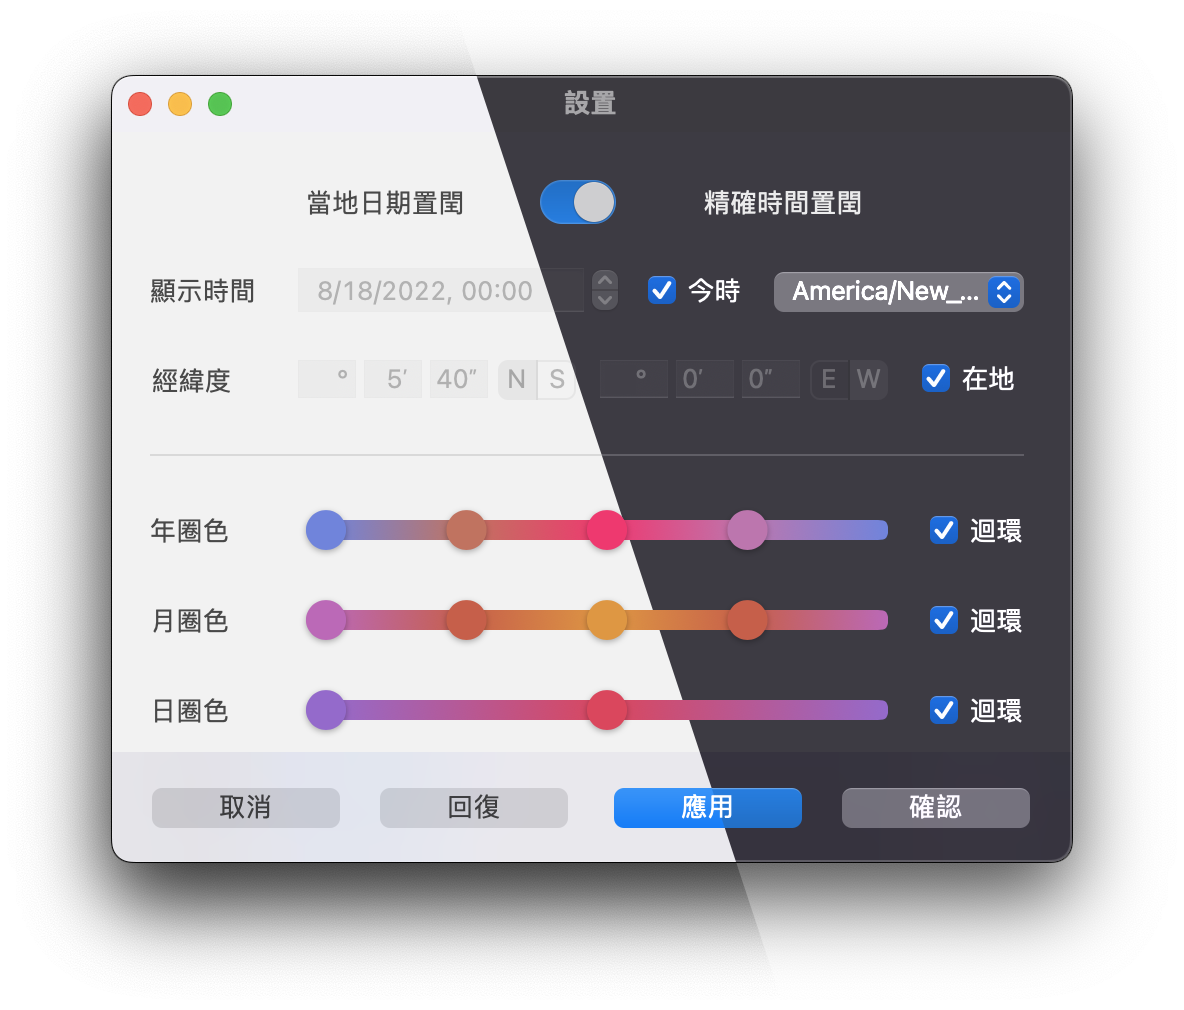 設置
當地日期置閏 精確時間置閏
顯示時間 8/18/2022, 00:00 今時 America/New_...
經緯度 ° 5′ 40″ N S ° 0′ 0″ E W 在地
年圈色 迴環
月圈色 迴環
日圈色 迴環
取消 回復 應用 確認